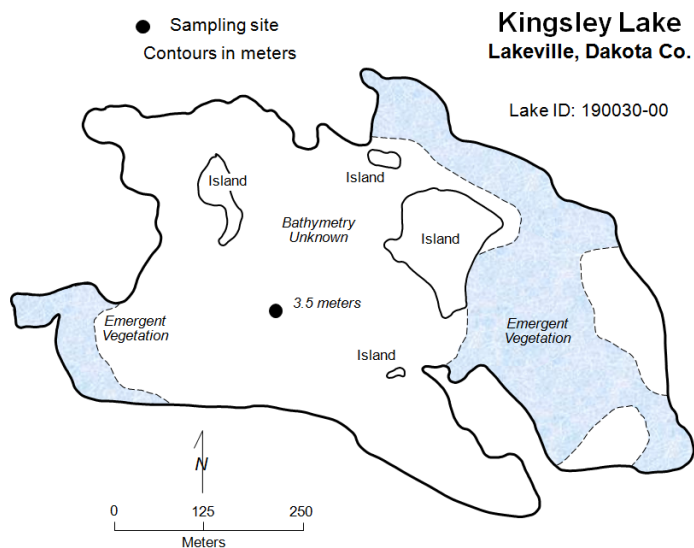 Sampling site
Contours in meters
Kingsley Lake
Lakeville, Dakota Co.
Lake ID: 190030-00
Island
Island
Bathymetry
Unknown
Island
3.5 meters
Emergent
Vegetation
Emergent
Vegetation
Island
N
0 125 250
Meters